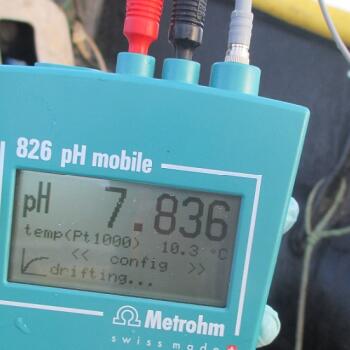 826 pH mobile
pH 7.836
temp(Pt1000) 10.3 °C
<< config >>
drifting...
Metrohm
swiss made